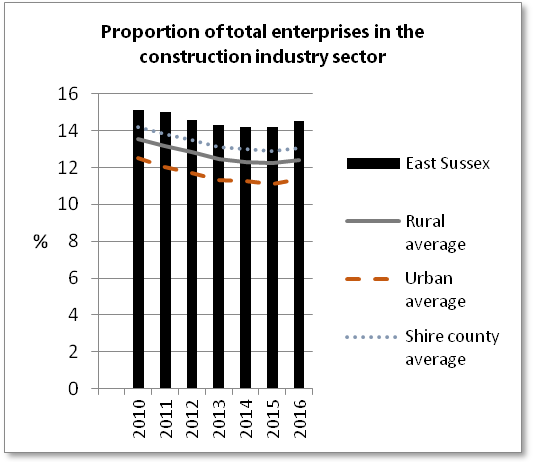 Proportion of total enterprises in the
construction industry sector
16
14
12
10
8
6
4
2
0
%
2010
2011
2012
2013
2014
2015
2016
East Sussex
Rural
average
Urban
average
Shire county
average